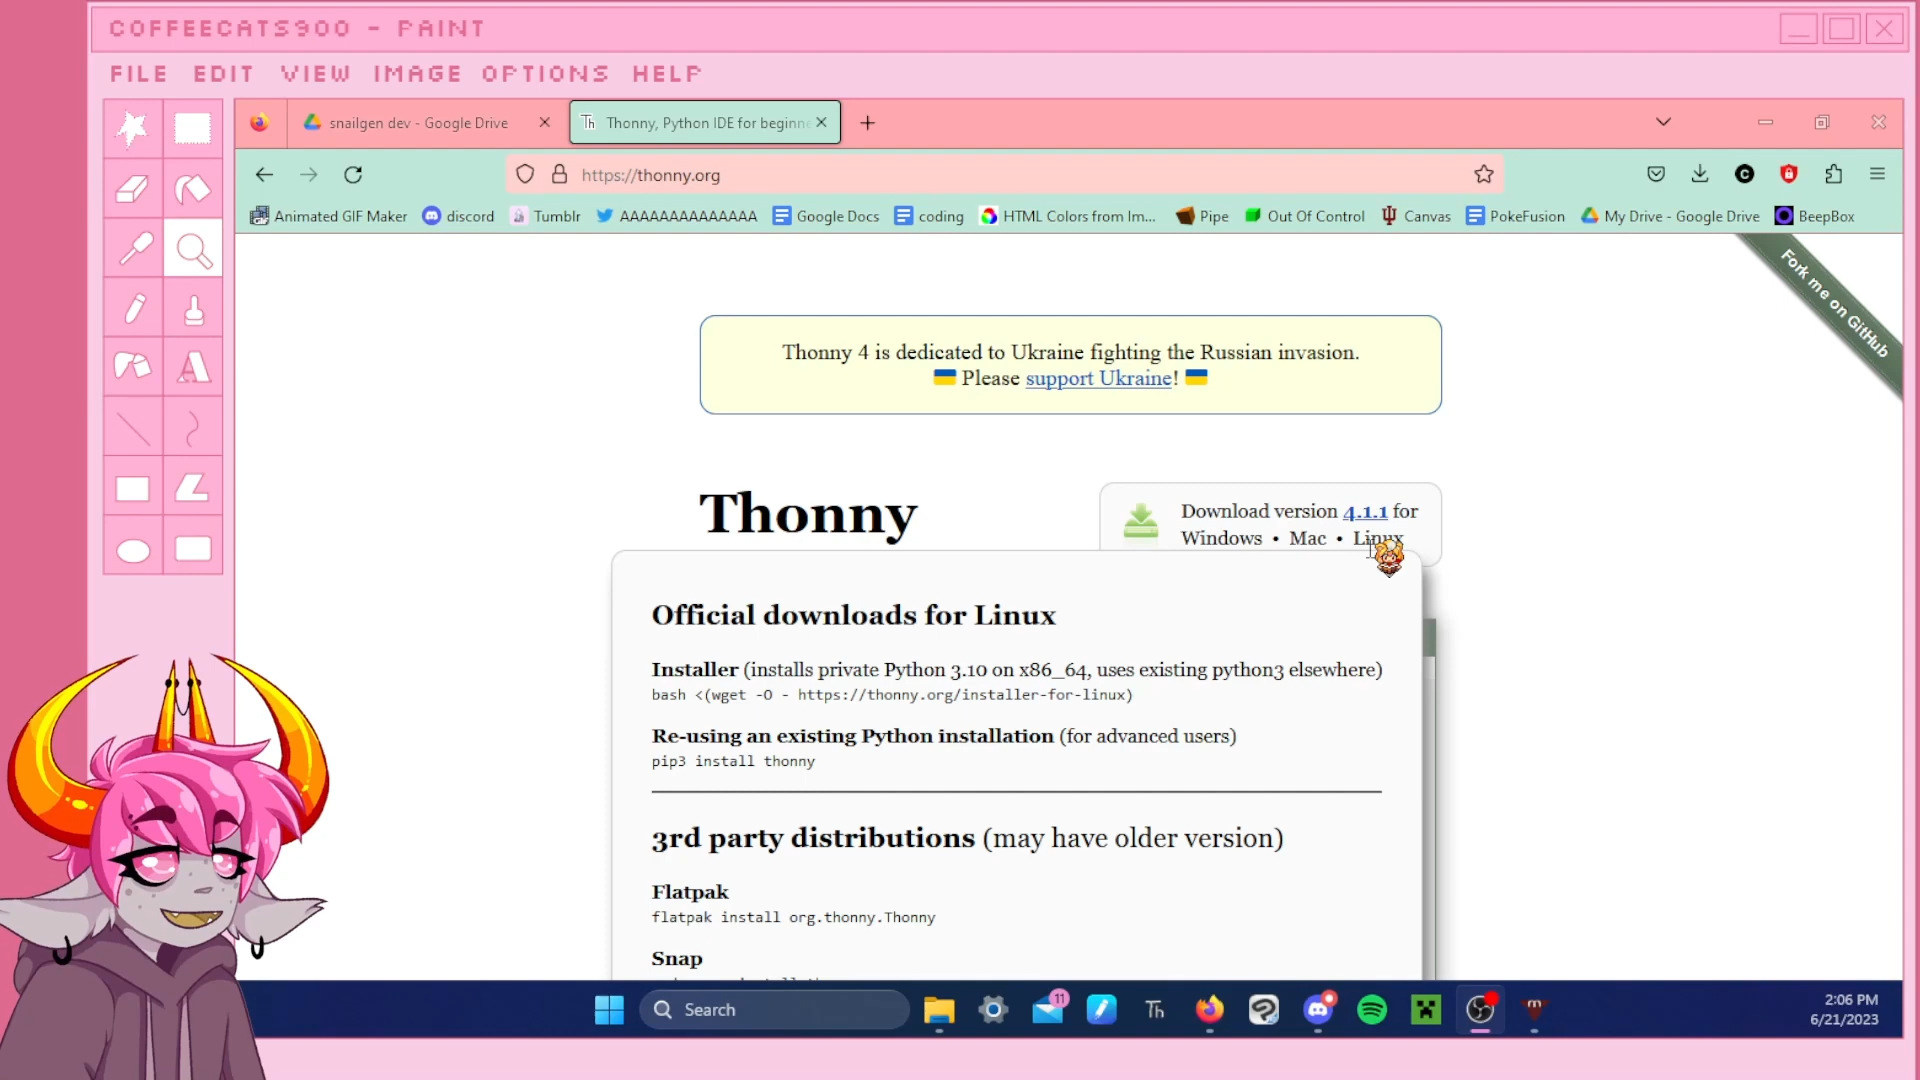 COFFEECATS900 - PAINT
FILE EDIT VIEW IMAGE OPTIONS HELP
snailgen dev - Google Drive
Th Thonny, Python IDE for beginne
https://thonny.org
Animated GIF Maker discord Tumblr AAAAAAAAAAAAAA Google Docs coding HTML Colors from Im... Pipe Out Of Control Canvas PokeFusion My Drive - Google Drive BeepBox
Fork me on GitHub
Thonny 4 is dedicated to Ukraine fighting the Russian invasion.
Please support Ukraine!
Thonny
Download version 4.1.1 for
Windows • Mac • Linux
Official downloads for Linux
Installer (installs private Python 3.10 on x86_64, uses existing python3 elsewhere)
bash <(wget -O - https://thonny.org/installer-for-linux)
Re-using an existing Python installation (for advanced users)
pip3 install thonny
3rd party distributions (may have older version)
Flatpak
flatpak install org.thonny.Thonny
Snap
Search
11
Th
2:06 PM
6/21/2023